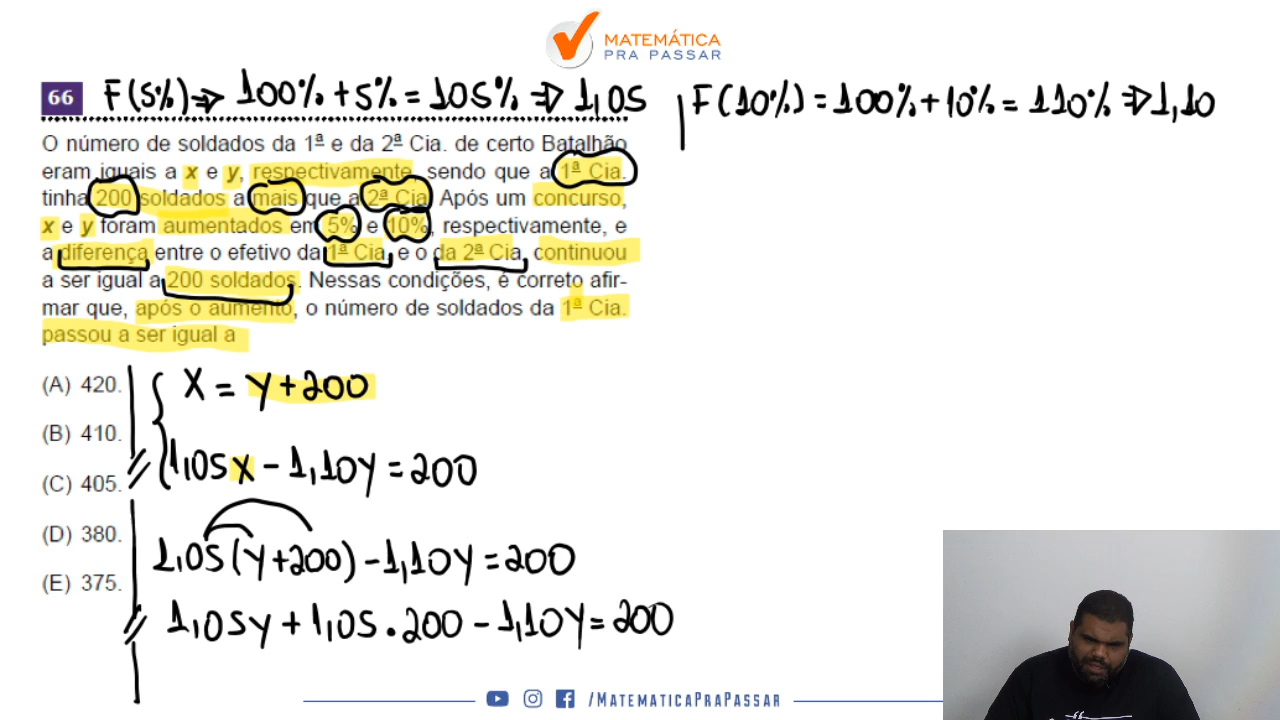 MATEMÁTICA
PRA PASSAR
66
F(5%) ⇒ 100% + 5% = 105% ⇒ 1,05
F(10%) = 100% + 10% = 110% ⇒ 1,10
O número de soldados da 1ª e da 2ª Cia. de certo Batalhão
eram iguais a x e y, respectivamente, sendo que a 1ª Cia.
tinha 200 soldados a mais que a 2ª Cia. Após um concurso,
x e y foram aumentados em 5% e 10%, respectivamente, e
a diferença entre o efetivo da 1ª Cia. e o da 2ª Cia. continuou
a ser igual a 200 soldados. Nessas condições, é correto afir-
mar que, após o aumento, o número de soldados da 1ª Cia.
passou a ser igual a
(A) 420.
(B) 410.
(C) 405.
(D) 380.
(E) 375.
X = Y + 200
1,05X - 1,10Y = 200
1,05(Y + 200) - 1,10Y = 200
1,05Y + 1,05 . 200 - 1,10Y = 200
/MATEMATICAPRAPASSAR